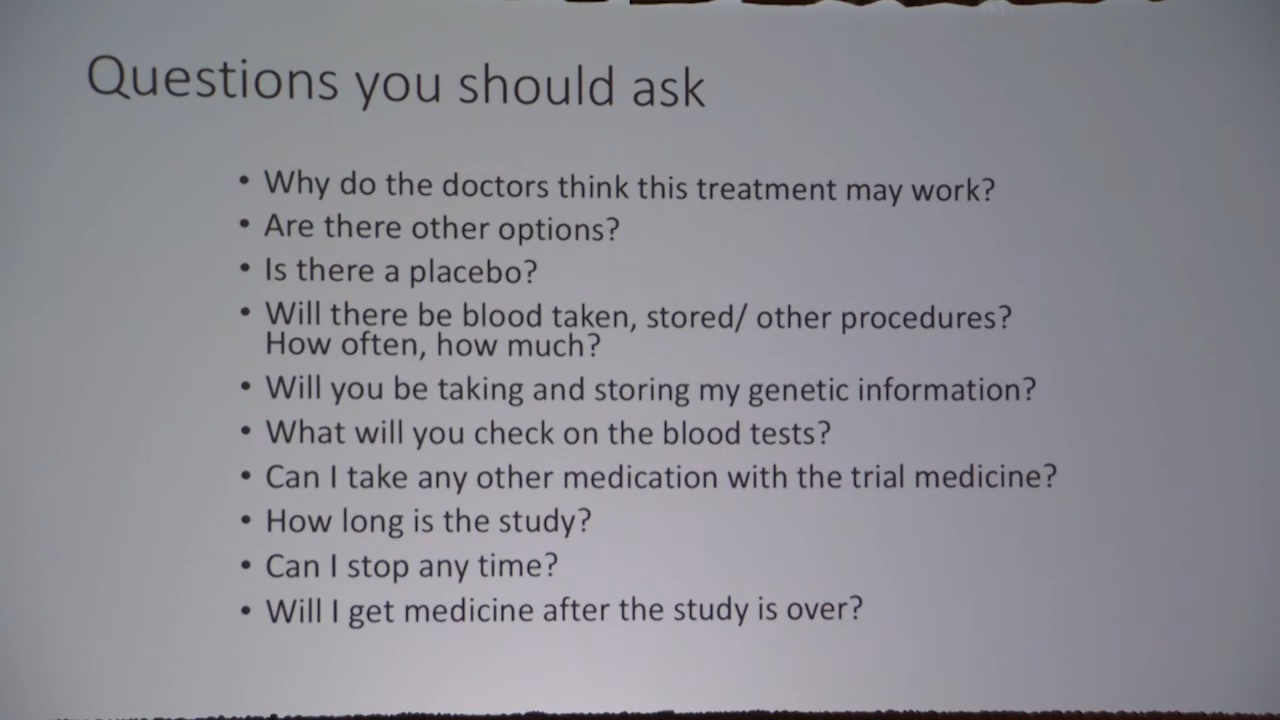 Questions you should ask
• Why do the doctors think this treatment may work?
• Are there other options?
• Is there a placebo?
• Will there be blood taken, stored/ other procedures?
How often, how much?
• Will you be taking and storing my genetic information?
• What will you check on the blood tests?
• Can I take any other medication with the trial medicine?
• How long is the study?
• Can I stop any time?
• Will I get medicine after the study is over?